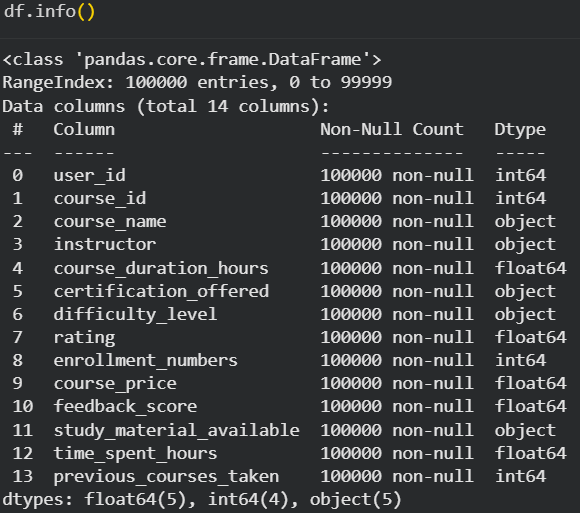 df.info()
<class 'pandas.core.frame.DataFrame'>
RangeIndex: 100000 entries, 0 to 99999
Data columns (total 14 columns):
 #   Column                    Non-Null Count   Dtype
---  ------                    --------------   -----
 0   user_id                   100000 non-null  int64
 1   course_id                 100000 non-null  int64
 2   course_name               100000 non-null  object
 3   instructor                100000 non-null  object
 4   course_duration_hours     100000 non-null  float64
 5   certification_offered     100000 non-null  object
 6   difficulty_level          100000 non-null  object
 7   rating                    100000 non-null  float64
 8   enrollment_numbers        100000 non-null  int64
 9   course_price              100000 non-null  float64
 10  feedback_score            100000 non-null  float64
 11  study_material_available  100000 non-null  object
 12  time_spent_hours          100000 non-null  float64
 13  previous_courses_taken    100000 non-null  int64
dtypes: float64(5), int64(4), object(5)